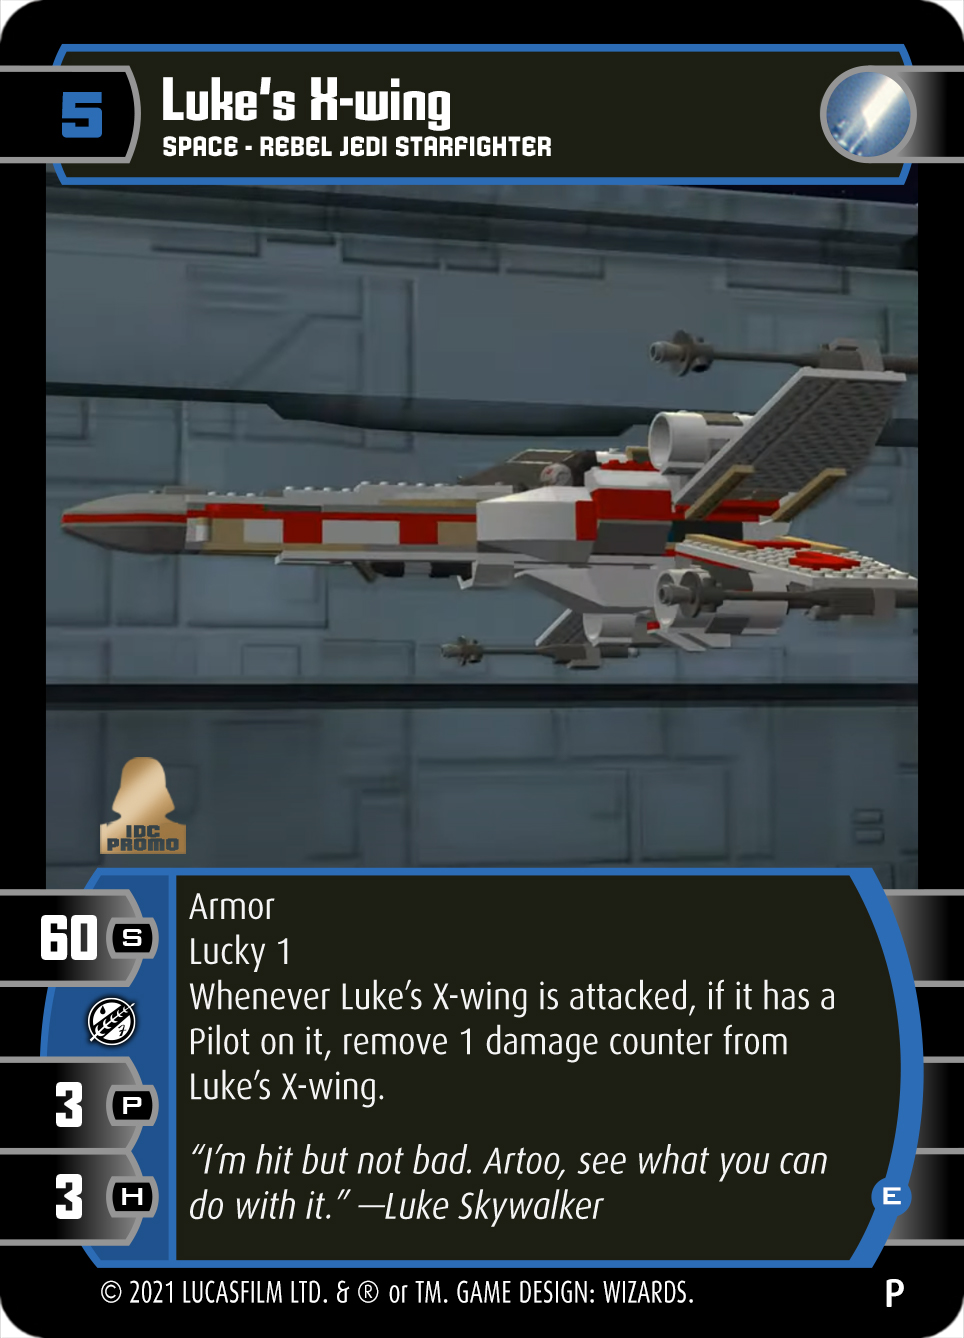 5
Luke's X-wing
SPACE - REBEL JEDI STARFIGHTER
IDC
PROMO
60 S
3 P
3 H
Armor
Lucky 1
Whenever Luke's X-wing is attacked, if it has a
Pilot on it, remove 1 damage counter from
Luke's X-wing.
“I'm hit but not bad. Artoo, see what you can
do with it.” —Luke Skywalker
E
© 2021 LUCASFILM LTD. & ® or TM. GAME DESIGN: WIZARDS.
P